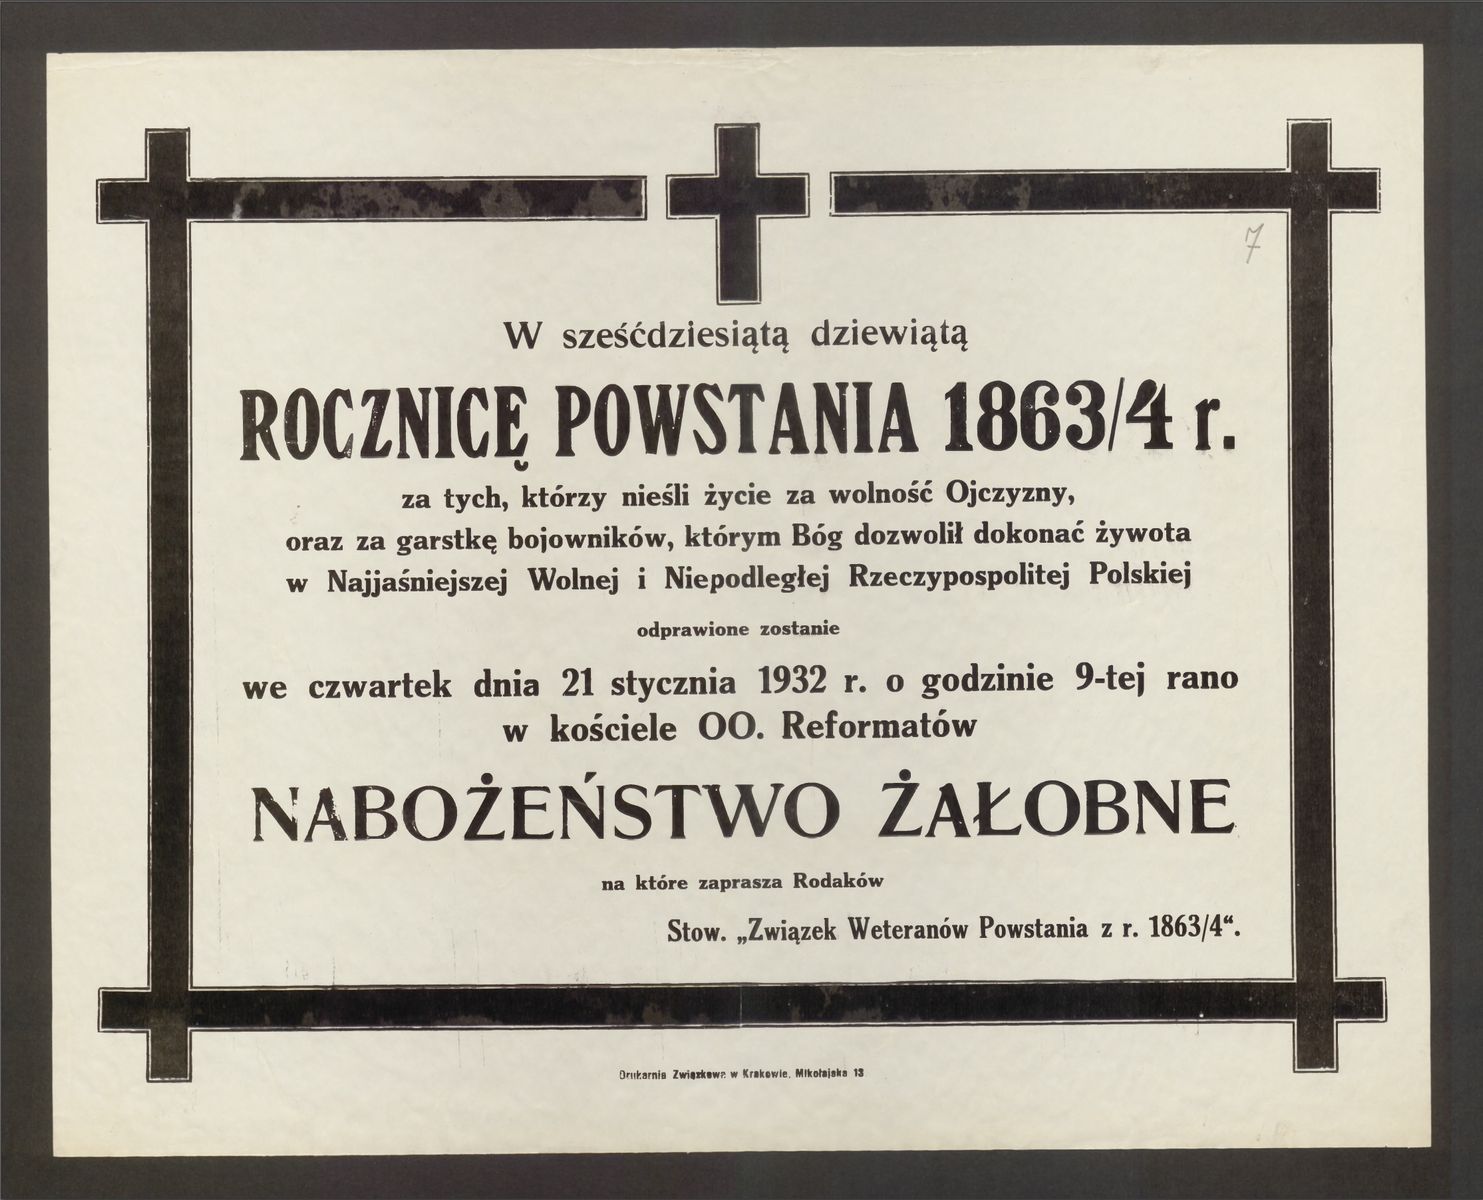 7
W sześćdziesiątą dziewiątą
ROCZNICĘ POWSTANIA 1863/4 r.
za tych, którzy nieśli życie za wolność Ojczyzny,
oraz za garstkę bojowników, którym Bóg dozwolił dokonać żywota
w Najjaśniejszej Wolnej i Niepodległej Rzeczypospolitej Polskiej
odprawione zostanie
we czwartek dnia 21 stycznia 1932 r. o godzinie 9-tej rano
w kościele OO. Reformatów
NABOŻEŃSTWO ŻAŁOBNE
na które zaprasza Rodaków
Stow. „Związek Weteranów Powstania z r. 1863/4“.
Drukarnia Związkowa w Krakowie, Mikołajska 13